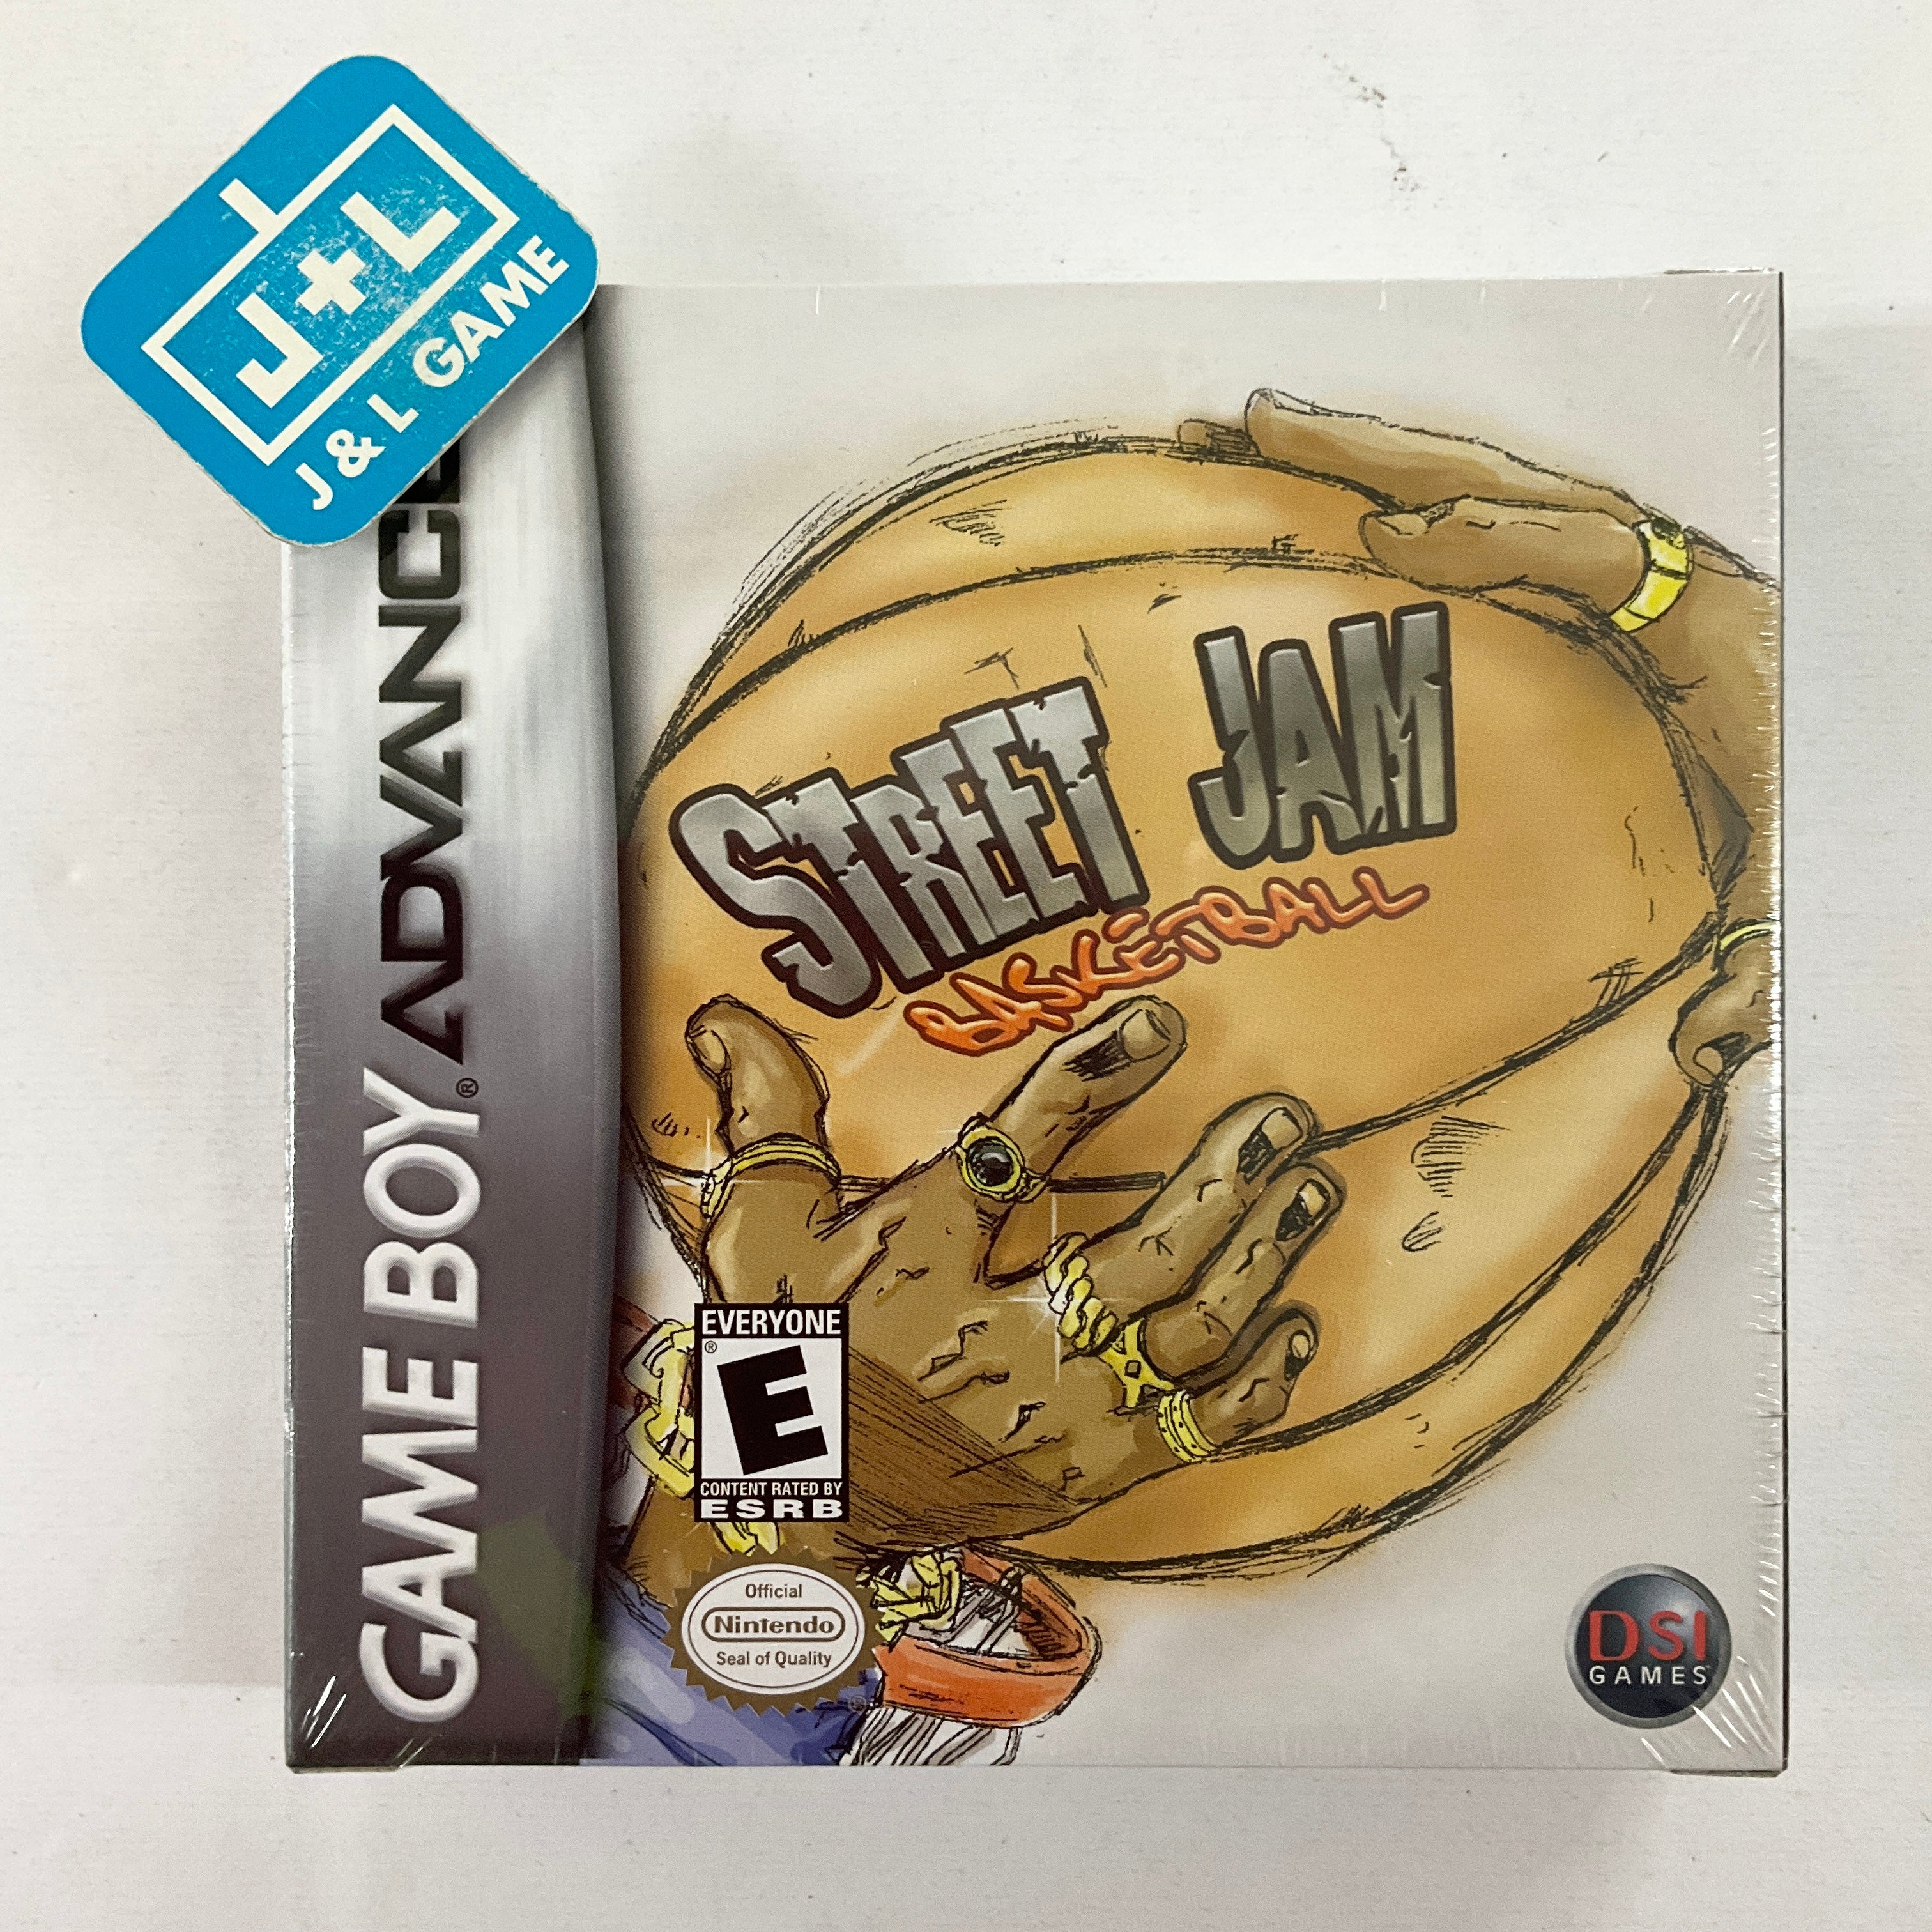 J+L
J & L GAME
GAME BOY ADVANCE
®
STREET JAM
BASKETBALL
EVERYONE
®
E
CONTENT RATED BY
ESRB
Official
Nintendo
Seal of Quality
®
DSI
GAMES